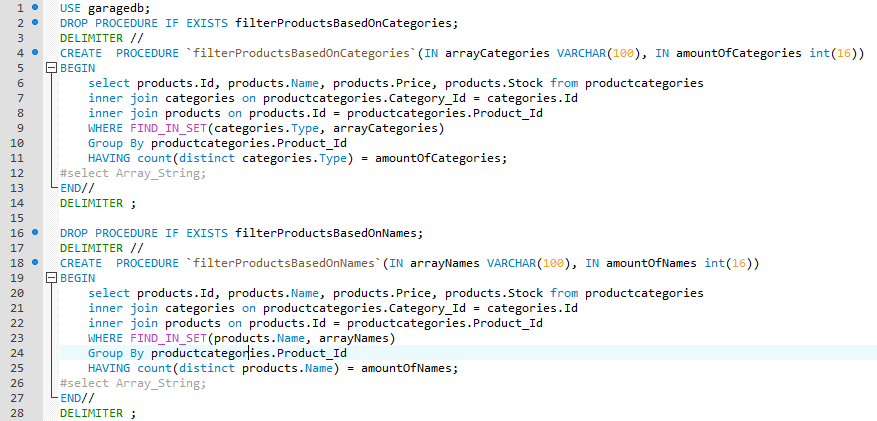 1 USE garagedb;
2 DROP PROCEDURE IF EXISTS filterProductsBasedOnCategories;
3 DELIMITER //
4 CREATE  PROCEDURE `filterProductsBasedOnCategories`(IN arrayCategories VARCHAR(100), IN amountOfCategories int(16))
5 BEGIN
6     select products.Id, products.Name, products.Price, products.Stock from productcategories
7     inner join categories on productcategories.Category_Id = categories.Id
8     inner join products on products.Id = productcategories.Product_Id
9     WHERE FIND_IN_SET(categories.Type, arrayCategories)
10     Group By productcategories.Product_Id
11     HAVING count(distinct categories.Type) = amountOfCategories;
12 #select Array_String;
13 END//
14 DELIMITER ;
15
16 DROP PROCEDURE IF EXISTS filterProductsBasedOnNames;
17 DELIMITER //
18 CREATE  PROCEDURE `filterProductsBasedOnNames`(IN arrayNames VARCHAR(100), IN amountOfNames int(16))
19 BEGIN
20     select products.Id, products.Name, products.Price, products.Stock from productcategories
21     inner join categories on productcategories.Category_Id = categories.Id
22     inner join products on products.Id = productcategories.Product_Id
23     WHERE FIND_IN_SET(products.Name, arrayNames)
24     Group By productcategories.Product_Id
25     HAVING count(distinct products.Name) = amountOfNames;
26 #select Array_String;
27 END//
28 DELIMITER ;